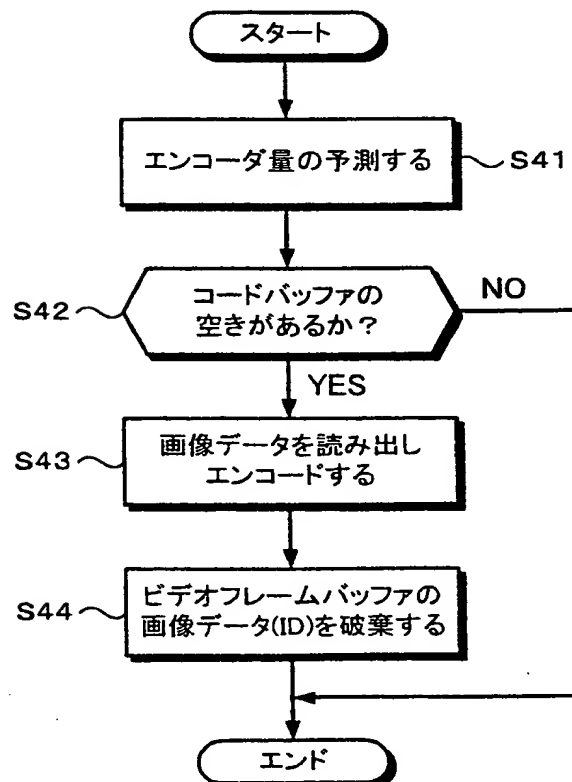 スタート
エンコーダ量の予測する
S41
S42
コードバッファの
空きがあるか？
NO
YES
S43
画像データを読み出し
エンコードする
S44
ビデオフレームバッファの
画像データ(ID)を破棄する
エンド